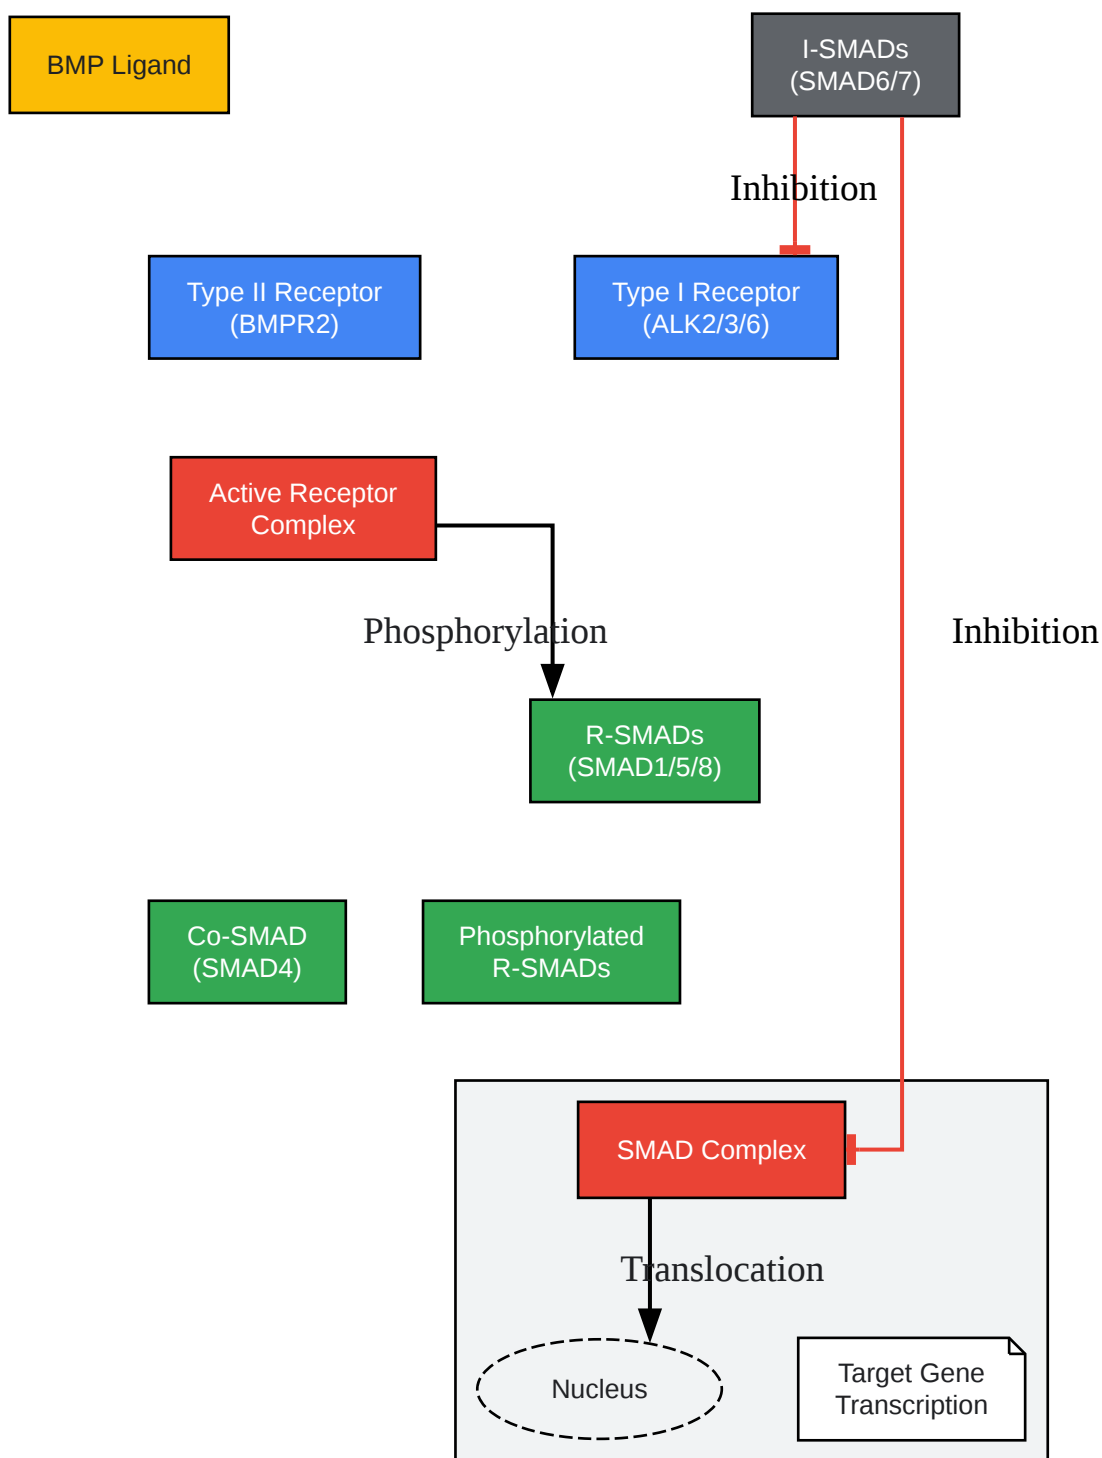 BMP Ligand
I-SMADs
(SMAD6/7)
Inhibition
Type II Receptor
(BMPR2)
Type I Receptor
(ALK2/3/6)
Active Receptor
Complex
Phosphorylation
Inhibition
R-SMADs
(SMAD1/5/8)
Co-SMAD
(SMAD4)
Phosphorylated
R-SMADs
SMAD Complex
Translocation
Nucleus
Target Gene
Transcription